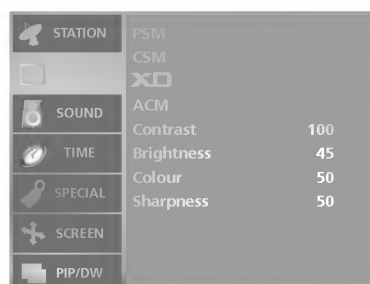 STATION
SOUND
TIME
SPECIAL
SCREEN
PIP/DW
PSM
CSM
XD
ACM
Contrast 100
Brightness 45
Colour 50
Sharpness 50